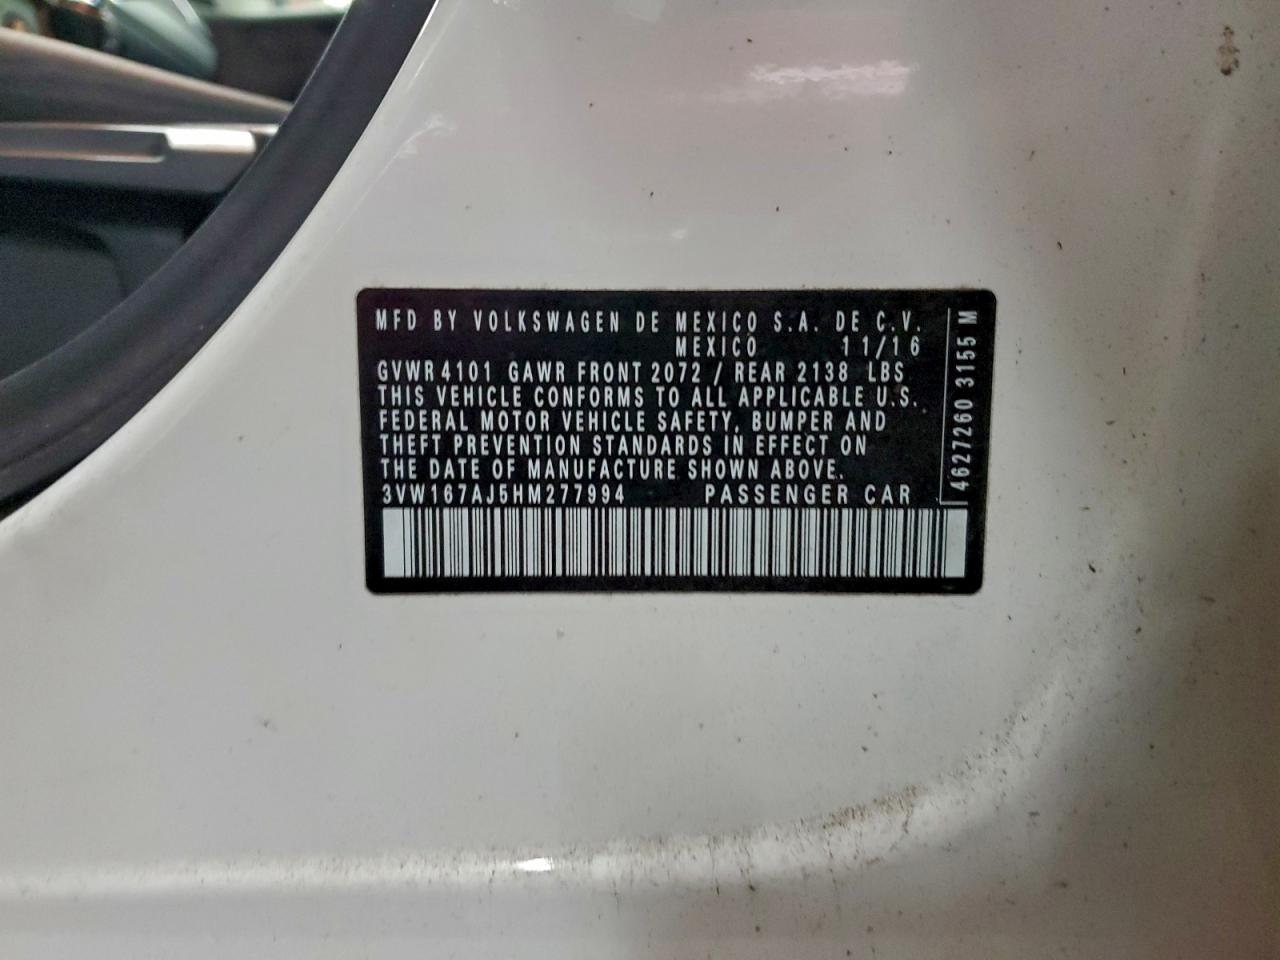 MFD BY VOLKSWAGEN DE MEXICO S.A. DE C.V.
MEXICO 11/16
GVWR 4101 GAWR FRONT 2072 / REAR 2138 LBS
THIS VEHICLE CONFORMS TO ALL APPLICABLE U.S.
FEDERAL MOTOR VEHICLE SAFETY, BUMPER AND
THEFT PREVENTION STANDARDS IN EFFECT ON
THE DATE OF MANUFACTURE SHOWN ABOVE.
3VW167AJ5HM277994 PASSENGER CAR
4627260 3155 M